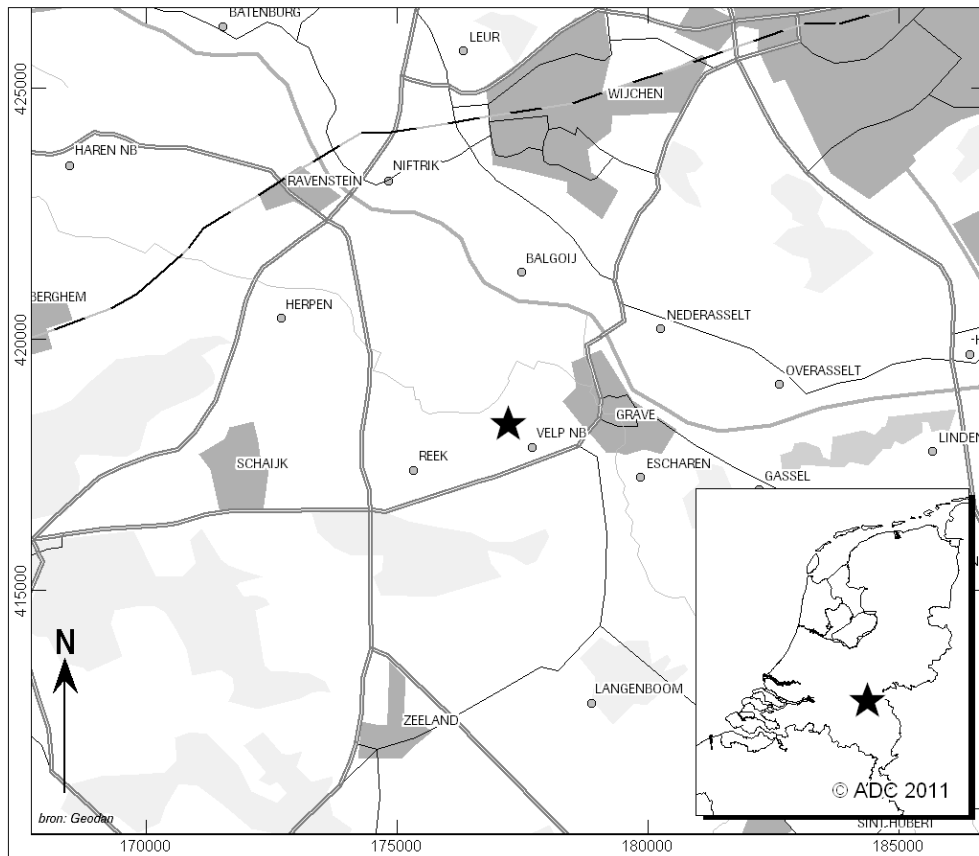 BATENBURG
LEUR
425000
WIJCHEN
HAREN NB
NIFTRIK
RAVENSTEIN
BALGOIJ
BERGHEM
HERPEN
NEDERASSELT
420000
OVERASSELT
GRAVE
VELP NB
LINDEN
REEK
SCHAIJK
ESCHAREN
GASSEL
415000
N
LANGENBOOM
ZEELAND
© ADC 2011
bron: Geodan
SINT HUBERT
170000
175000
180000
185000